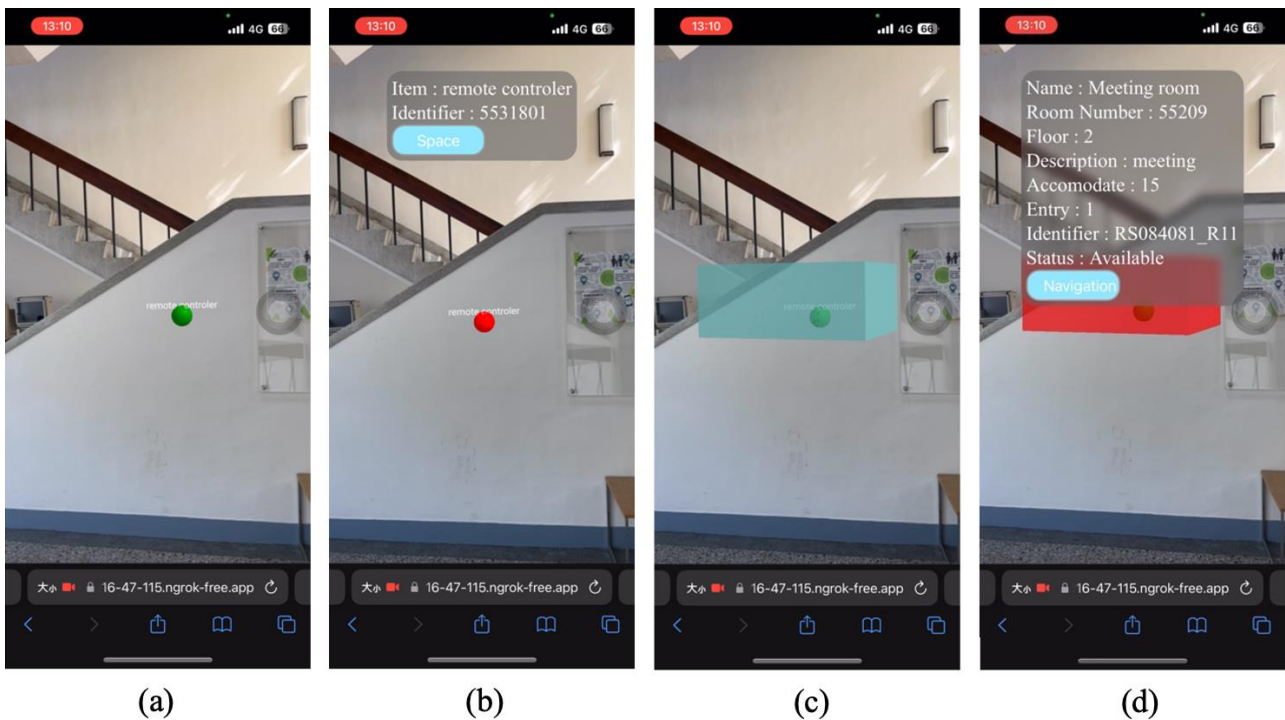 13:10
4G 66
remote controler
大小 16-47-115.ngrok-free.app
(a)
13:10
4G 66
Item : remote controler
Identifier : 5531801
Space
remote controler
大小 16-47-115.ngrok-free.app
(b)
13:10
4G 66
remote controler
大小 16-47-115.ngrok-free.app
(c)
13:10
4G 66
Name : Meeting room
Room Number : 55209
Floor : 2
Description : meeting
Accomodate : 15
Entry : 1
Identifier : RS084081_R11
Status : Available
Navigation
大小 16-47-115.ngrok-free.app
(d)